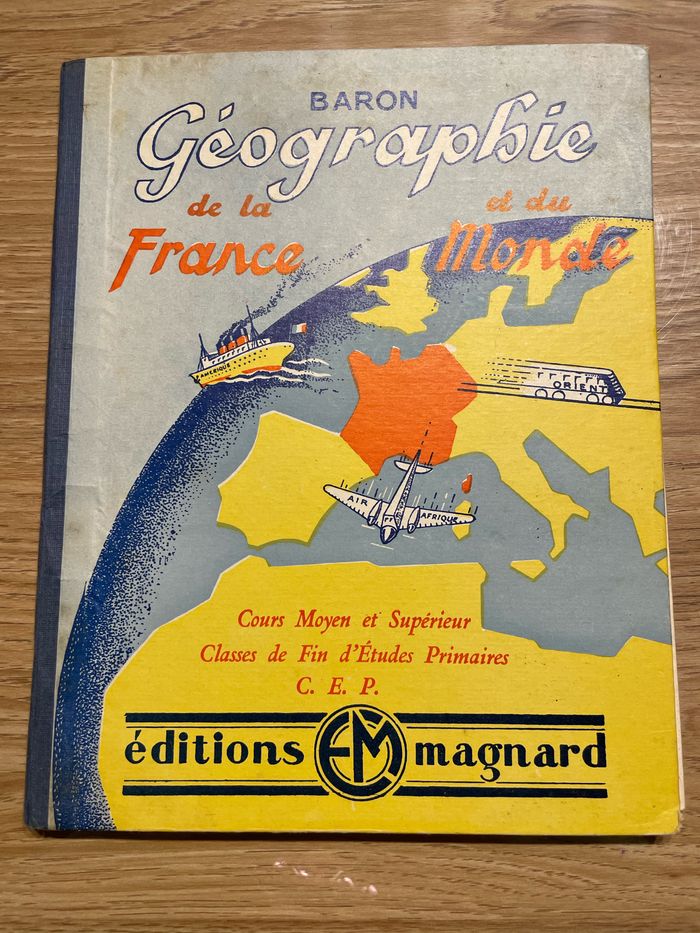 BARON
Géographie
de la et du
France Monde
AMERIQUE
ORIENT
AIR AFRIQUE
Cours Moyen et Supérieur
Classes de Fin d'Études Primaires
C. E. P.
éditions EM magnard